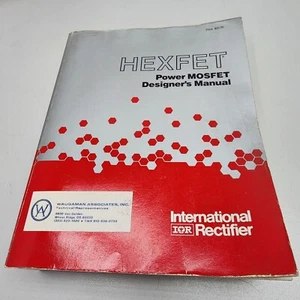 HEXFET
Power MOSFET
Designer's Manual
W
WAUGAMAN ASSOCIATES, INC.
Technical Representatives
International
IOR Rectifier